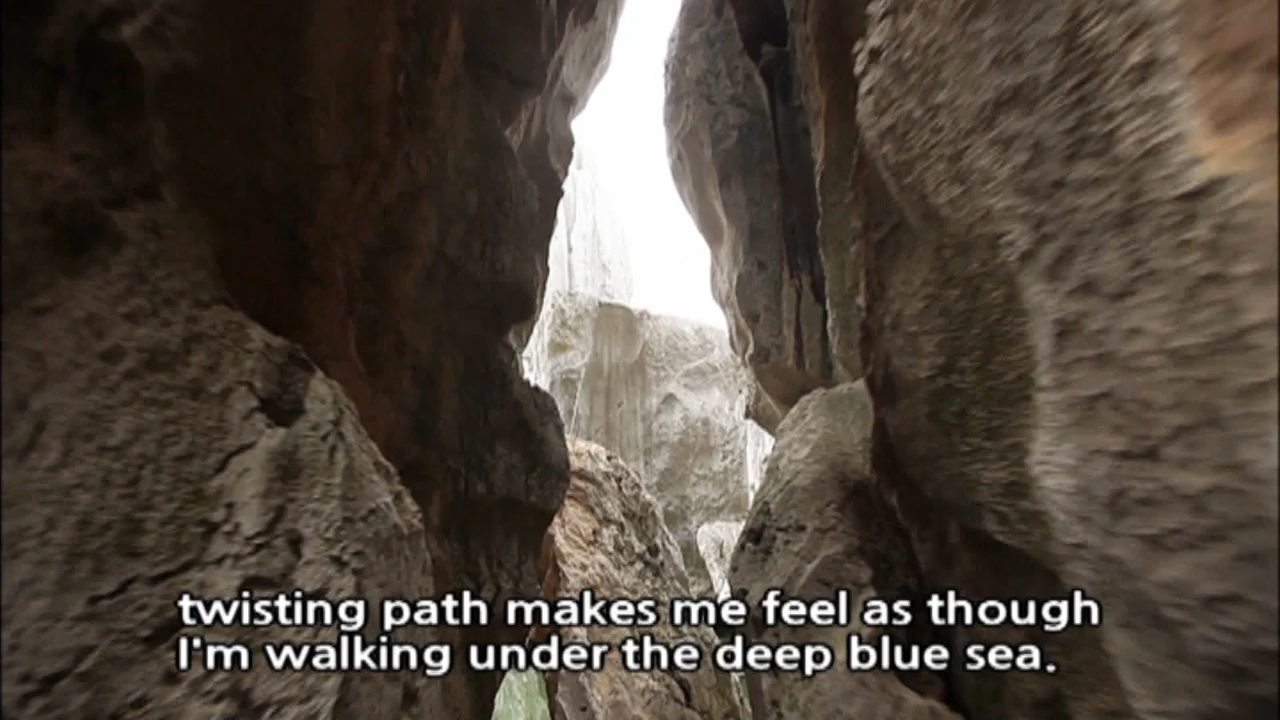 twisting path makes me feel as though
I'm walking under the deep blue sea.